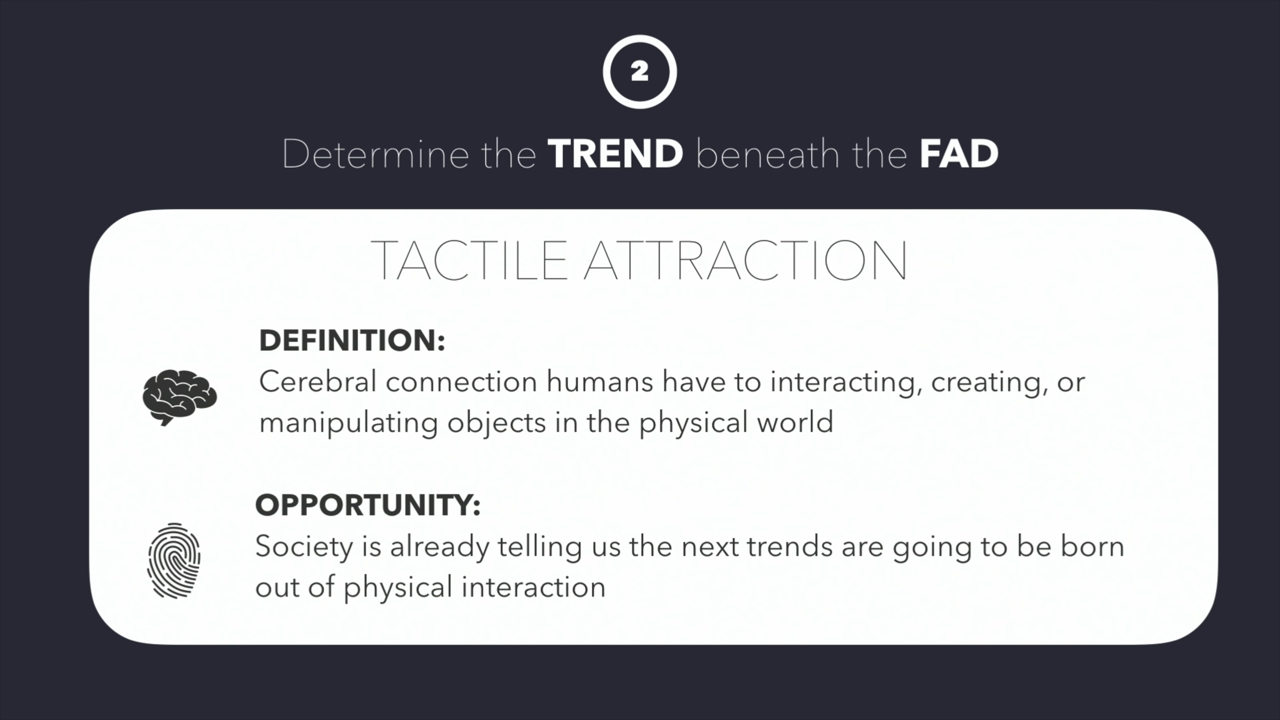 2
Determine the TREND beneath the FAD
TACTILE ATTRACTION
DEFINITION:
Cerebral connection humans have to interacting, creating, or
manipulating objects in the physical world
OPPORTUNITY:
Society is already telling us the next trends are going to be born
out of physical interaction